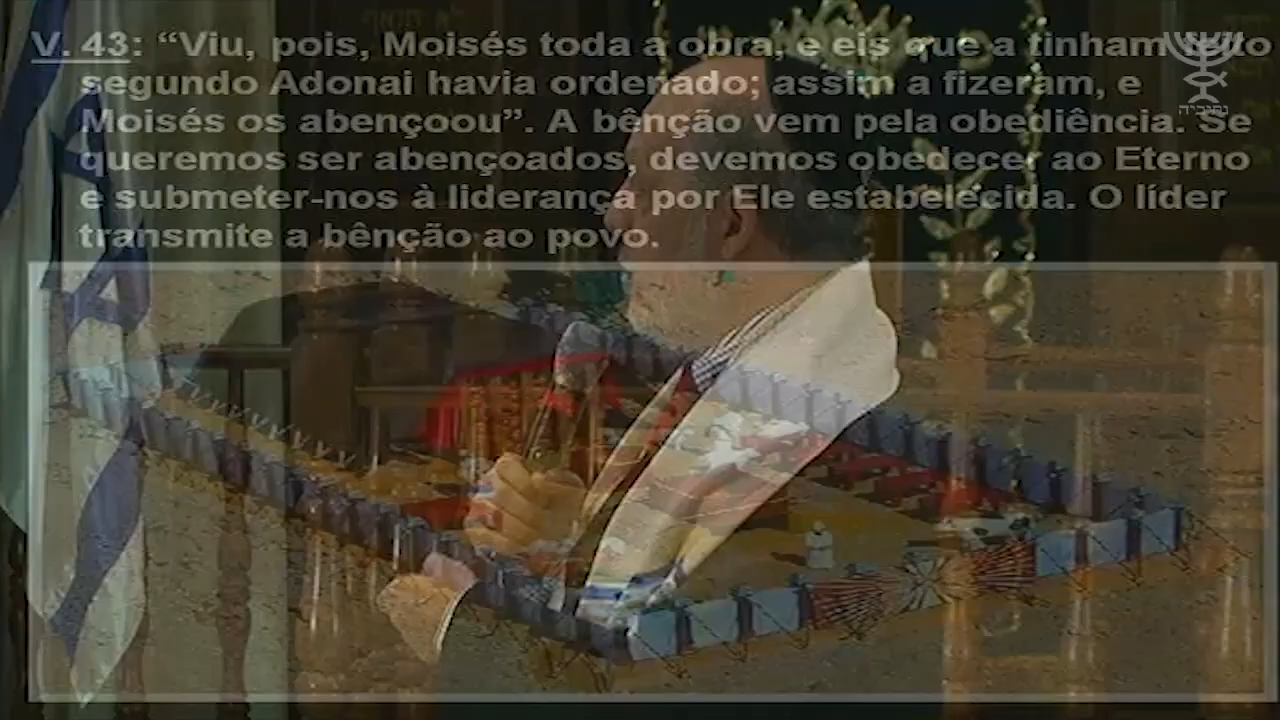 V. 43: “Viu, pois, Moisés toda a obra, e eis que a tinham
segundo Adonai havia ordenado; assim a fizeram, e
Moisés os abençoou”. A bênção vem pela obediência. Se
queremos ser abençoados, devemos obedecer ao Eterno
e submeter-nos à liderança por Ele estabelecida. O líder
transmite a bênção ao povo.